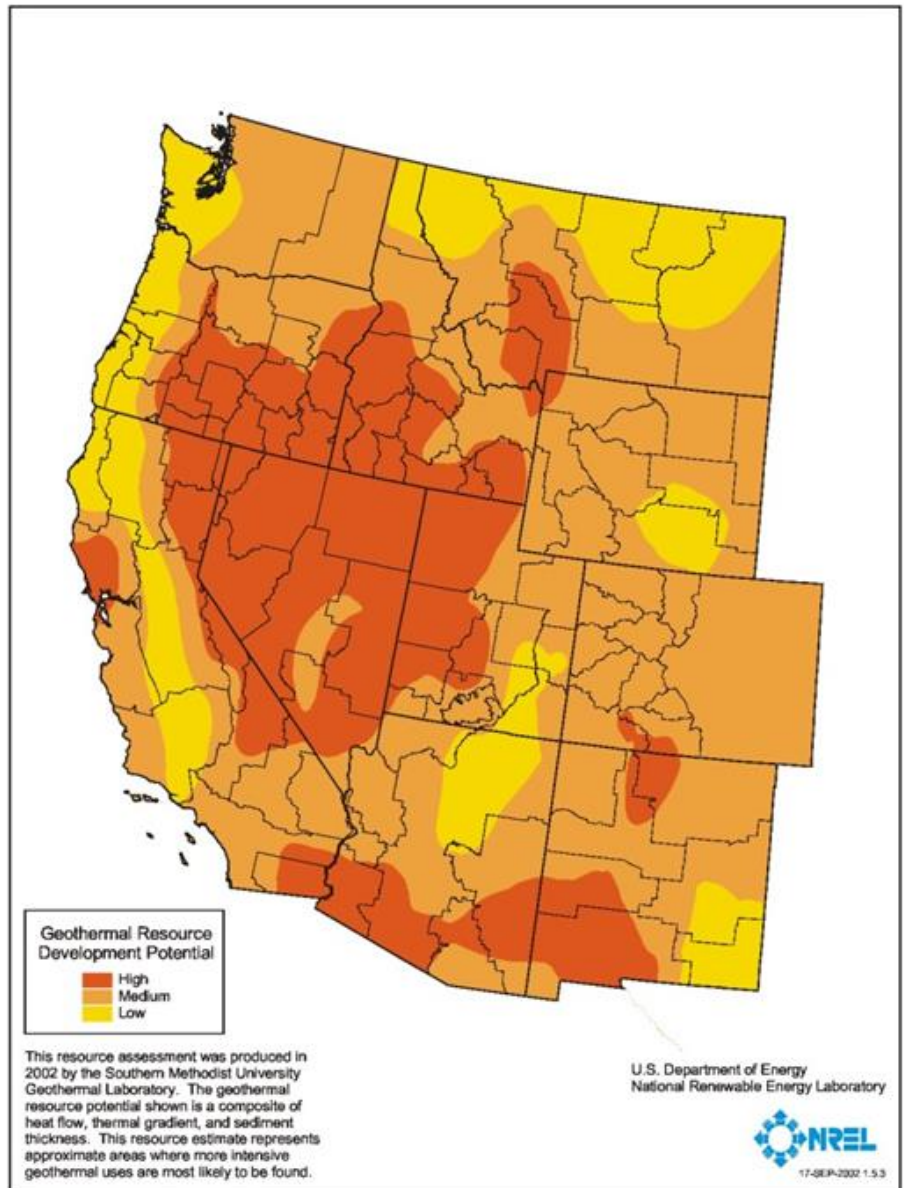 Geothermal Resource
Development Potential
High
Medium
Low
This resource assessment was produced in
2002 by the Southern Methodist University
Geothermal Laboratory. The geothermal
resource potential shown is a composite of
heat flow, thermal gradient, and sediment
thickness. This resource estimate represents
approximate areas where more intensive
geothermal uses are most likely to be found.
U.S. Department of Energy
National Renewable Energy Laboratory
NREL
17-SEP-2002 1.5.3